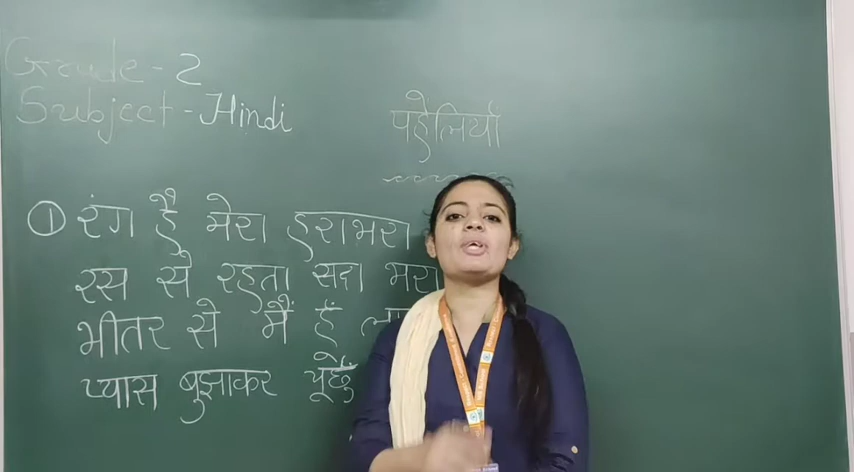 Grade - 2
Subject - Hindi
पहेलियाँ
① रंग है मेरा हराभरा
रस से रहता सदा भरा
भीतर से मैं हूँ
प्यास बुझाकर पूछूँ